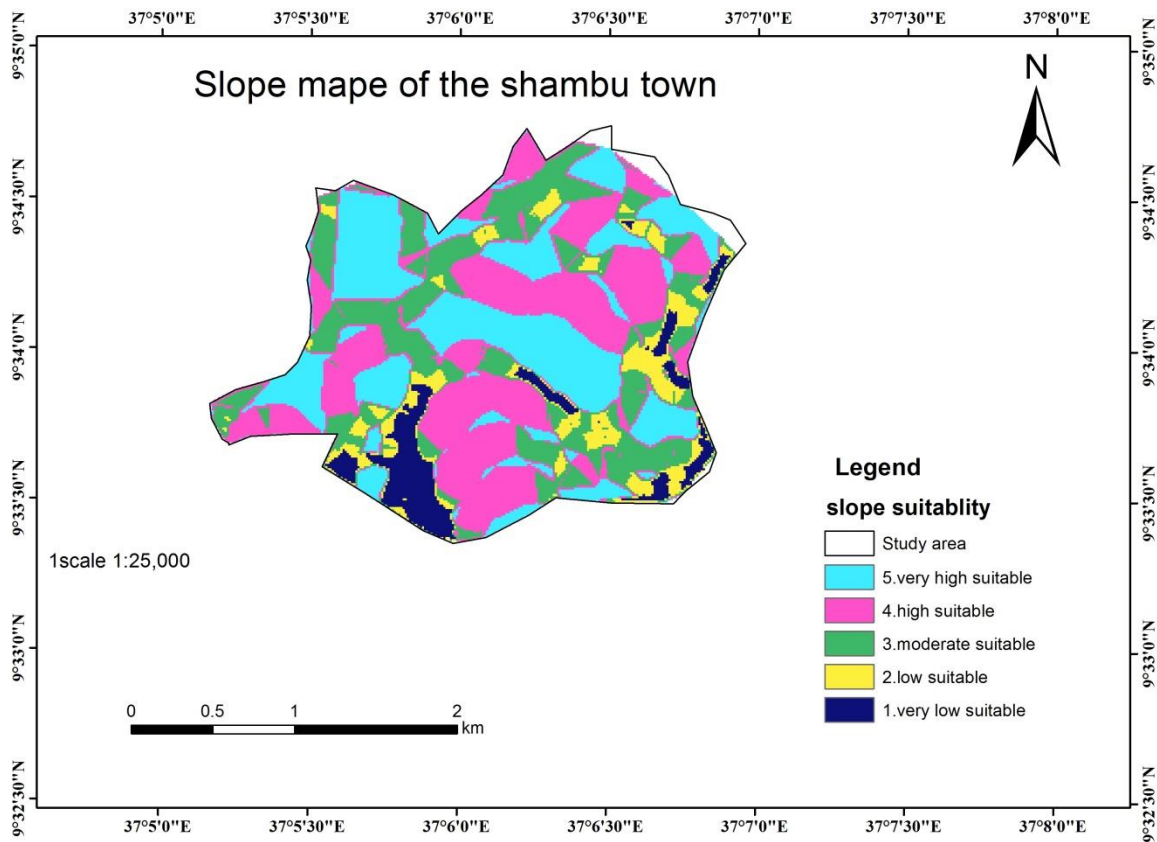 37°5'0"E 37°5'30"E 37°6'0"E 37°6'30"E 37°7'0"E 37°7'30"E 37°8'0"E
9°35'0"N 9°35'0"N
Slope mape of the shambu town
N
9°34'30"N 9°34'30"N
9°34'0"N 9°34'0"N
9°33'30"N 9°33'30"N
Legend
slope suitablity
Study area
5.very high suitable
4.high suitable
3.moderate suitable
2.low suitable
1.very low suitable
1scale 1:25,000
9°33'0"N 9°33'0"N
0 0.5 1 2
km
9°32'30"N 9°32'30"N
37°5'0"E 37°5'30"E 37°6'0"E 37°6'30"E 37°7'0"E 37°7'30"E 37°8'0"E